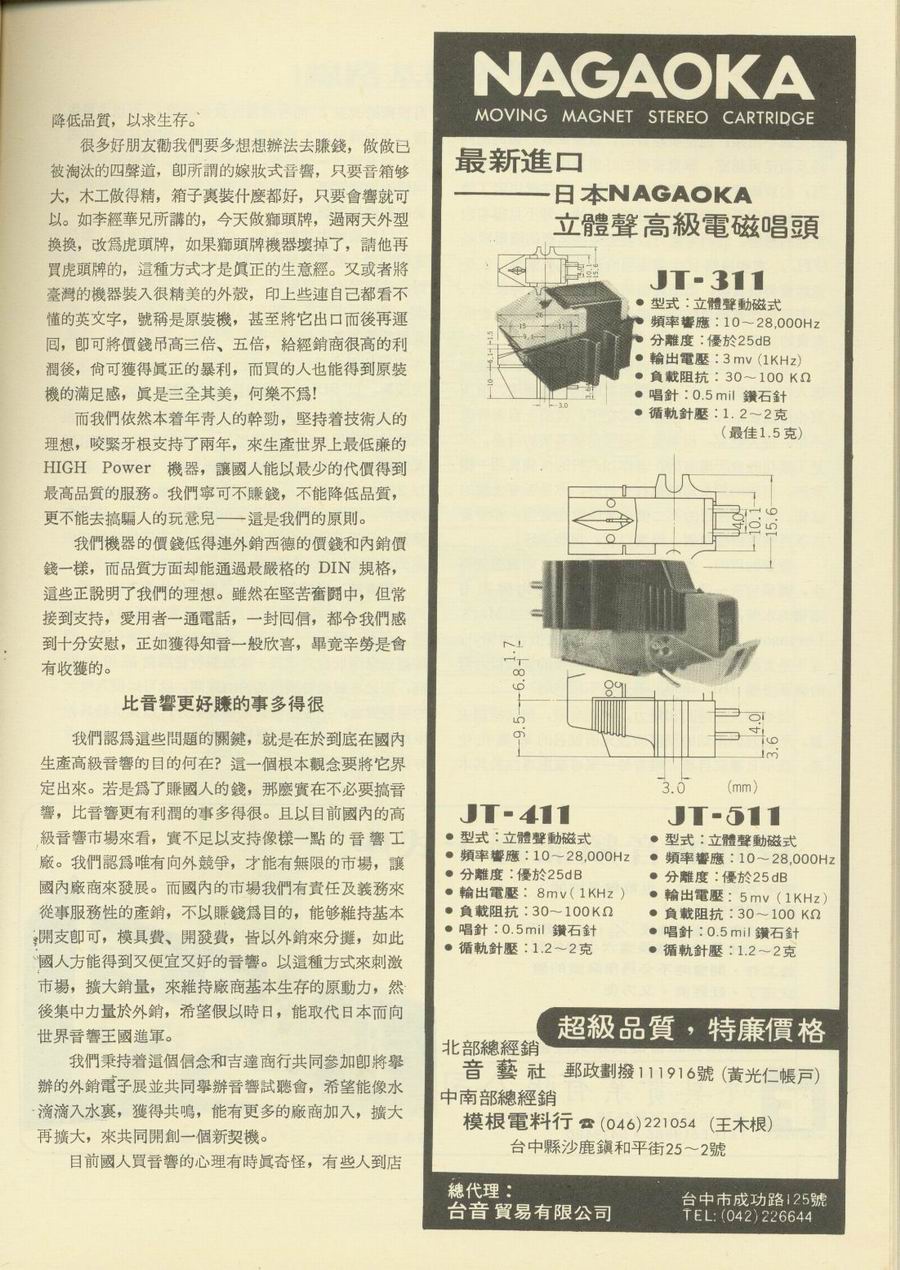 降低品質，以求生存。
很多好朋友勸我們要多想想辦法去賺錢，做做已
被淘汰的四聲道，卽所謂的嫁妝式音響，只要音箱够
大，木工做得精，箱子裏裝什麼都好，只要會響就可
以。如李經華兄所講的，今天做獅頭牌，過兩天外型
換換，改爲虎頭牌，如果獅頭牌機器壞掉了，請他再
買虎頭牌的，這種方式才是眞正的生意經。又或者將
臺灣的機器裝入很精美的外殼，印上些連自己都看不
懂的英文字，號稱是原裝機，甚至將它出口而後再運
囘，卽可將價錢吊高三倍、五倍，給經銷商很高的利
潤後，尙可獲得眞正的暴利，而買的人也能得到原裝
機的滿足感，眞是三全其美，何樂不爲！
而我們依然本着年靑人的幹勁，堅持着技術人的
理想，咬緊牙根支持了兩年，來生產世界上最低廉的
HIGH Power 機器，讓國人能以最少的代價得到
最高品質的服務。我們寧可不賺錢，不能降低品質，
更不能去搞騙人的玩意兒——這是我們的原則。
我們機器的價錢低得連外銷西德的價錢和內銷價
錢一樣，而品質方面却能通過最嚴格的 DIN 規格，
這些正說明了我們的理想。雖然在堅苦奮鬪中，但常
接到支持，愛用者一通電話，一封囘信，都令我們感
到十分安慰，正如獲得知音一般欣喜，畢竟辛勞是會
有收獲的。
比音響更好賺的事多得很
我們認爲這些問題的關鍵，就是在於到底在國內
生產高級音響的目的何在？這一個根本觀念要將它界
定出來。若是爲了賺國人的錢，那麼實在不必要搞音
響，比音響更有利潤的事多得很。且以目前國內的高
級音響市場來看，實不足以支持像樣一點的音響工
廠。我們認爲唯有向外競爭，才能有無限的市場，讓
國內廠商來發展。而國內的市場我們有責任及義務來
從事服務性的產銷，不以賺錢爲目的，能够維持基本
開支卽可，模具費、開發費，皆以外銷來分攤，如此
國人方能得到又便宜又好的音響。以這種方式來刺激
市場，擴大銷量，來維持廠商基本生存的原動力，然
後集中力量於外銷，希望假以時日，能取代日本而向
世界音響王國進軍。
我們秉持着這個信念和吉達商行共同參加卽將舉
辦的外銷電子展並共同舉辦音響試聽會，希望能像水
滴滴入水裏，獲得共鳴，能有更多的廠商加入，擴大
再擴大，來共同開創一個新契機。
目前國人買音響的心理有時眞奇怪，有些人到店
NAGAOKA
MOVING MAGNET STEREO CARTRIDGE
最新進口
——日本NAGAOKA
立體聲高級電磁唱頭
JT-311
● 型式：立體聲動磁式
● 頻率響應：10～28,000Hz
● 分離度：優於25dB
● 輸出電壓：3mv (1KHz)
● 負載阻抗：30～100 KΩ
● 唱針：0.5mil 鑽石針
● 循軌針壓：1.2～2克
（最佳1.5克）
3.0
4.0
10.1
15.6
1.7
6.8
9.5
4.0
3.6
3.0 (mm)
JT-411
● 型式：立體聲動磁式
● 頻率響應：10～28,000Hz
● 分離度：優於25dB
● 輸出電壓： 8mv ( 1KHz )
● 負載阻抗：30～100KΩ
● 唱針：0.5mil 鑽石針
● 循軌針壓：1.2～2克
JT-511
● 型式：立體聲動磁式
● 頻率響應：10～28,000Hz
● 分離度：優於25dB
● 輸出電壓： 5mv ( 1KHz )
● 負載阻抗：30～100 KΩ
● 唱針：0.5mil 鑽石針
● 循軌針壓：1.2～2克
超級品質，特廉價格
北部總經銷
音藝社 郵政劃撥111916號 (黃光仁帳戶)
中南部總經銷
模根電料行 ☎ (046) 221054 (王木根)
台中縣沙鹿鎭和平街25～2號
總代理：
台音貿易有限公司
台中市成功路125號
TEL: (042) 226644